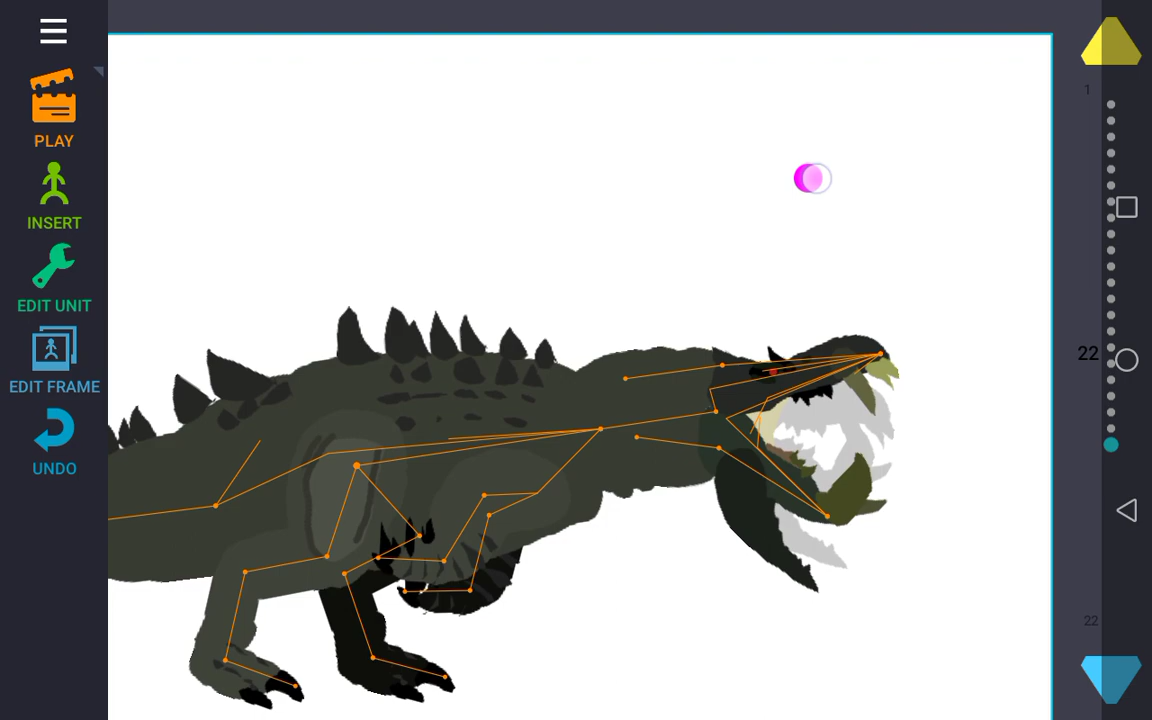 PLAY
INSERT
EDIT UNIT
EDIT FRAME
UNDO
1
22
22